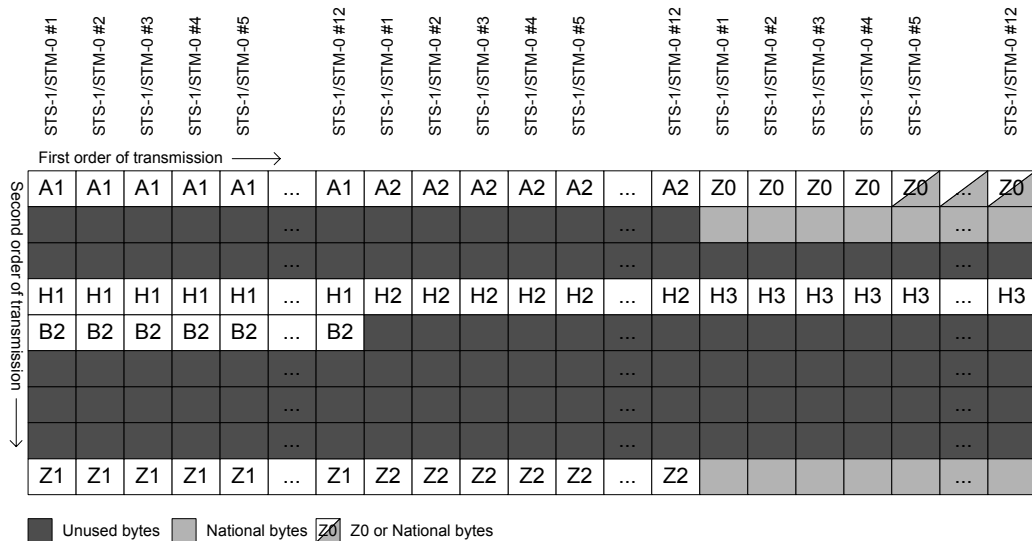 STS-1/STM-0 #1 STS-1/STM-0 #2 STS-1/STM-0 #3 STS-1/STM-0 #4 STS-1/STM-0 #5 STS-1/STM-0 #12 STS-1/STM-0 #1 STS-1/STM-0 #2 STS-1/STM-0 #3 STS-1/STM-0 #4 STS-1/STM-0 #5 STS-1/STM-0 #12 STS-1/STM-0 #1 STS-1/STM-0 #2 STS-1/STM-0 #3 STS-1/STM-0 #4 STS-1/STM-0 #5 STS-1/STM-0 #12
First order of transmission
Second order of transmission
A1 A1 A1 A1 A1 ... A1 A2 A2 A2 A2 A2 ... A2 Z0 Z0 Z0 Z0 Z0 ... Z0
... ... ...
... ... ...
H1 H1 H1 H1 H1 ... H1 H2 H2 H2 H2 H2 ... H2 H3 H3 H3 H3 H3 ... H3
B2 B2 B2 B2 B2 ... B2 ... ...
... ... ...
... ... ...
... ... ...
Z1 Z1 Z1 Z1 Z1 ... Z1 Z2 Z2 Z2 Z2 Z2 ... Z2 ...
Unused bytes National bytes Z0 Z0 or National bytes